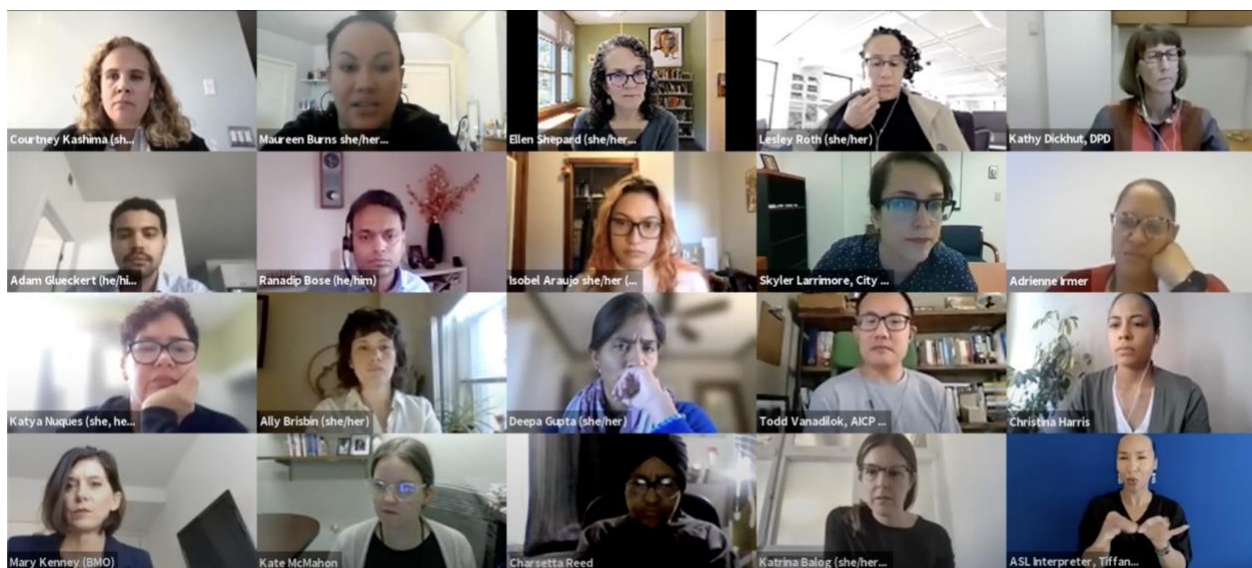 Courtney Kashima (sh...
Maureen Burns she/her...
Ellen Shepard (she/her...
Lesley Roth (she/her)
Kathy Dickhut, DPD
Adam Glueckert (he/hi...
Ranadip Bose (he/him)
Isobel Araujo she/her (...
Skyler Larrimore, City ...
Adrienne Irmer
Katya Nuques (she, he...
Ally Brisbin (she/her)
Deepa Gupta (she/her)
Todd Vanadilok, AICP ...
Christina Harris
Mary Kenney (BMO)
Kate McMahon
Charsetta Reed
Katrina Balog (she/her...
ASL Interpreter, Tiffan...